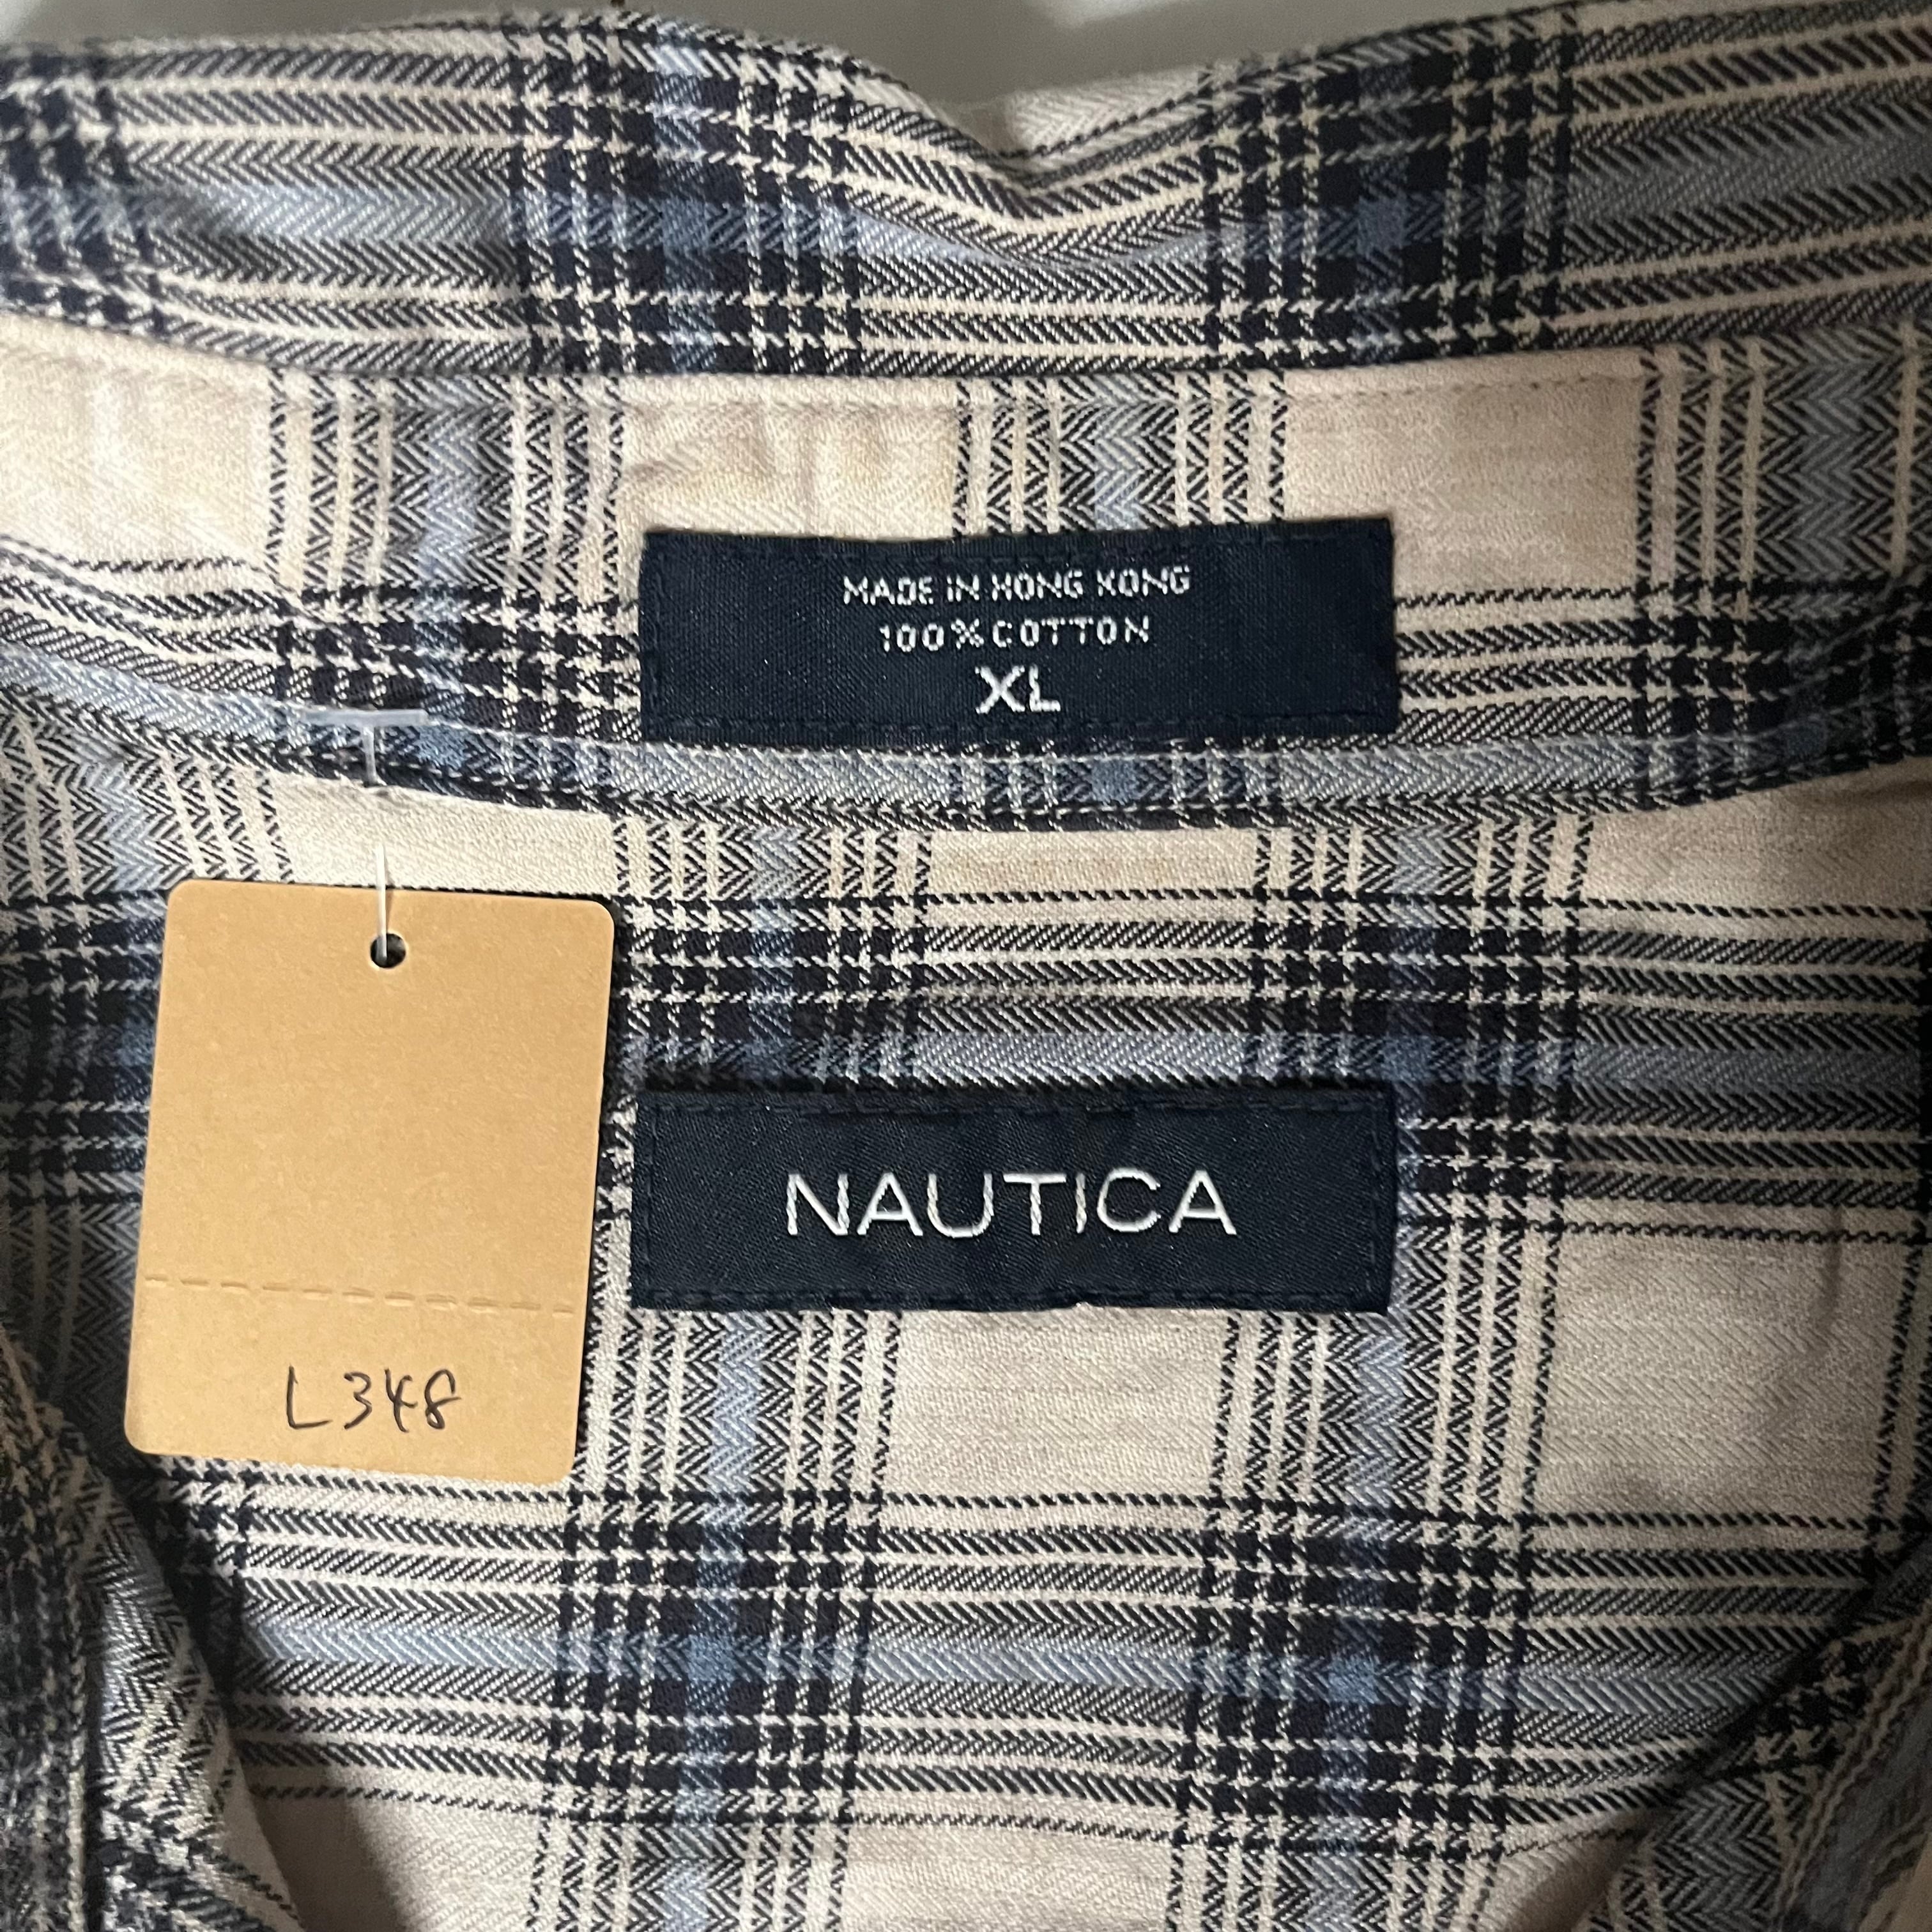 MADE IN HONG KONG
100% COTTON
XL
NAUTICA
L348